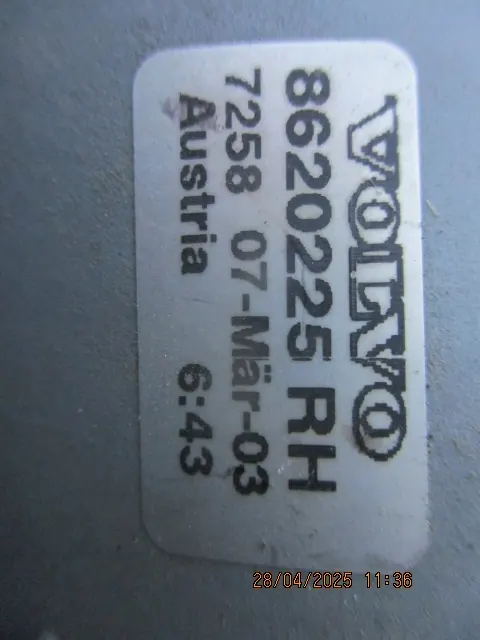 VOLVO
8620225 RH
7258 07-Mär-03
Austria 6:43
28/04/2025 11:36